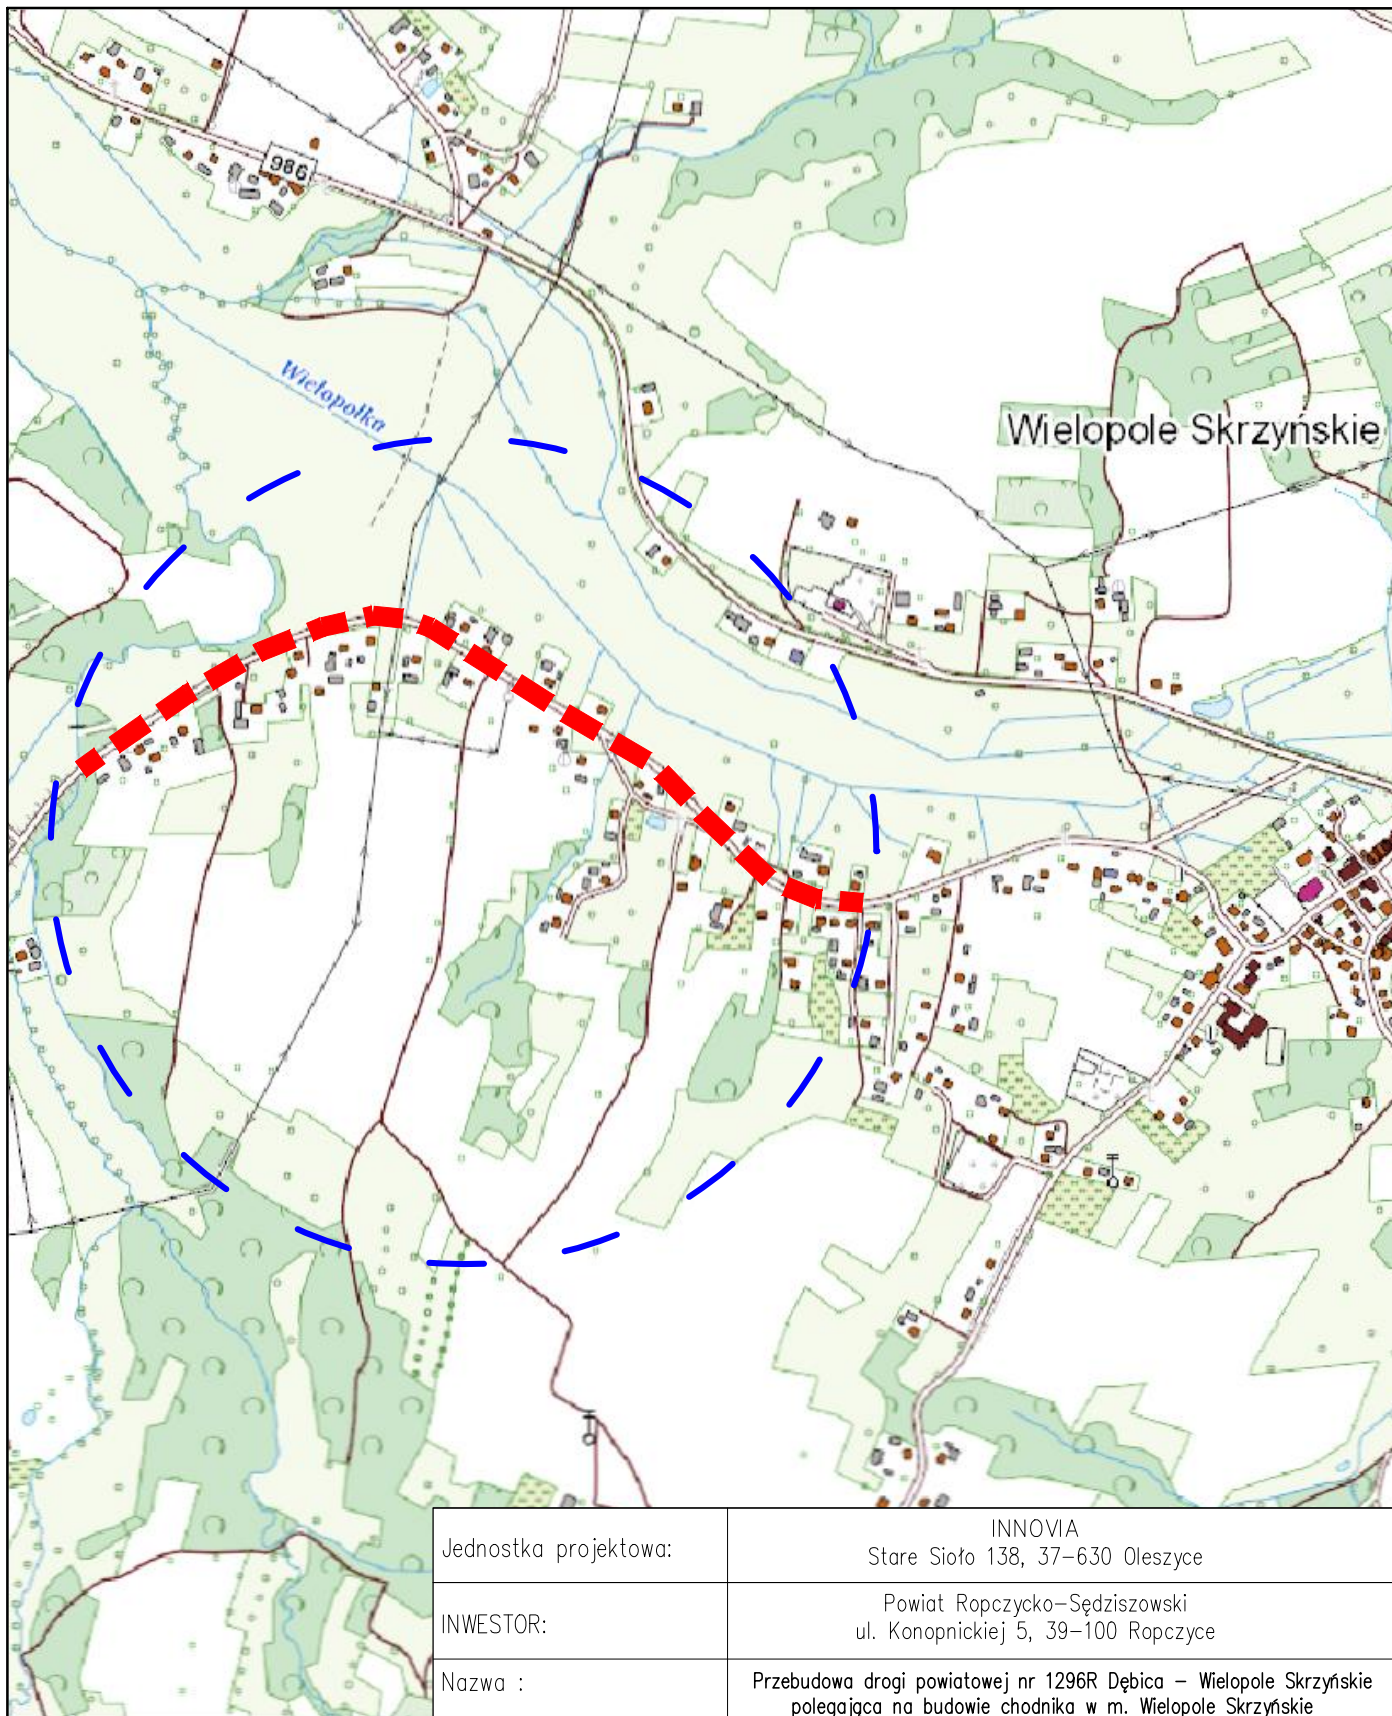 986
Wielopolka
Wielopole Skrzyńskie
Jednostka projektowa:
INNOVIA
Stare Sioło 138, 37-630 Oleszyce
INWESTOR:
Powiat Ropczycko-Sędziszowski
ul. Konopnickiej 5, 39-100 Ropczyce
Nazwa :
Przebudowa drogi powiatowej nr 1296R Dębica - Wielopole Skrzyńskie
polegająca na budowie chodnika w m. Wielopole Skrzyńskie